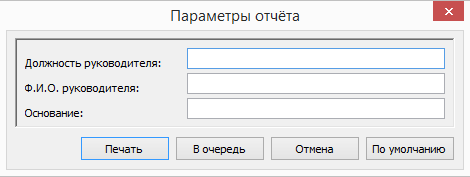 Параметры отчёта
Должность руководителя:
Ф.И.О. руководителя:
Основание:
Печать В очередь Отмена По умолчанию